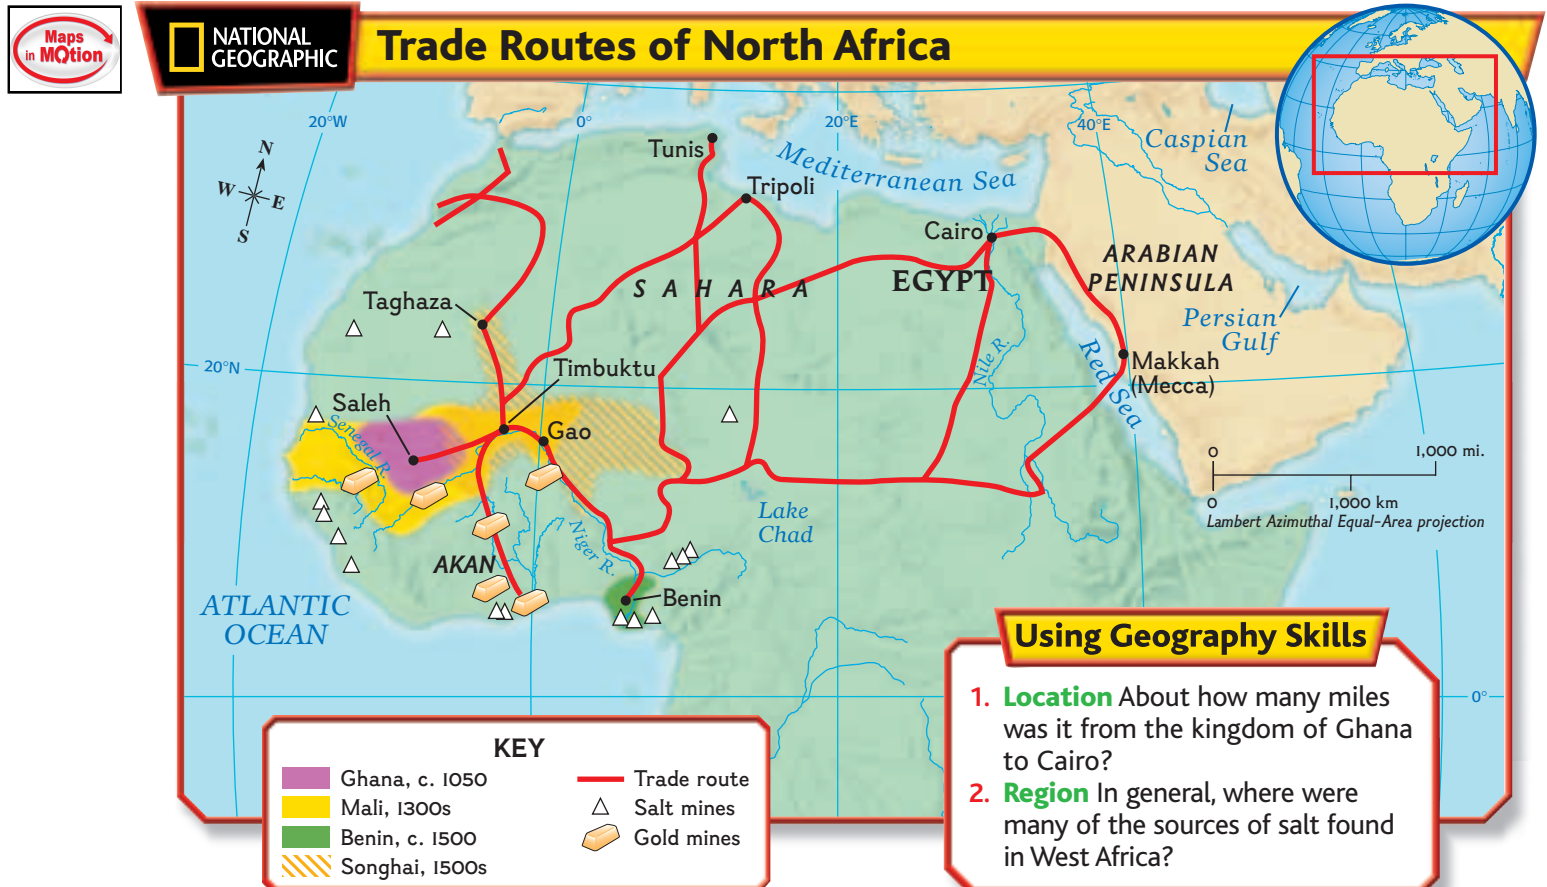 Maps
in MOtion
NATIONAL
GEOGRAPHIC
Trade Routes of North Africa
20°W
0°
20°E
40°E
Caspian
Sea
N
W
E
S
Tunis
Mediterranean Sea
Tripoli
Cairo
ARABIAN
PENINSULA
SAHARA
EGYPT
Taghaza
Persian
Gulf
20°N
Timbuktu
Nile R.
Red Sea
Makkah
(Mecca)
Saleh
Senegal R.
Gao
0
1,000 mi.
0
1,000 km
Lambert Azimuthal Equal-Area projection
Lake
Chad
Niger R.
AKAN
Benin
ATLANTIC
OCEAN
0°
KEY
Ghana, c. 1050
Mali, 1300s
Benin, c. 1500
Songhai, 1500s
Trade route
Salt mines
Gold mines
Using Geography Skills
1. Location About how many miles
was it from the kingdom of Ghana
to Cairo?
2. Region In general, where were
many of the sources of salt found
in West Africa?